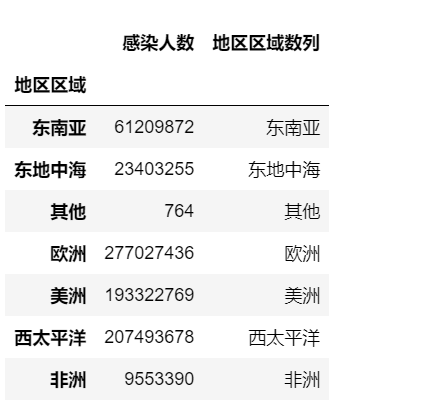 感染人数 地区区域数列
地区区域
东南亚 61209872 东南亚
东地中海 23403255 东地中海
其他 764 其他
欧洲 277027436 欧洲
美洲 193322769 美洲
西太平洋 207493678 西太平洋
非洲 9553390 非洲